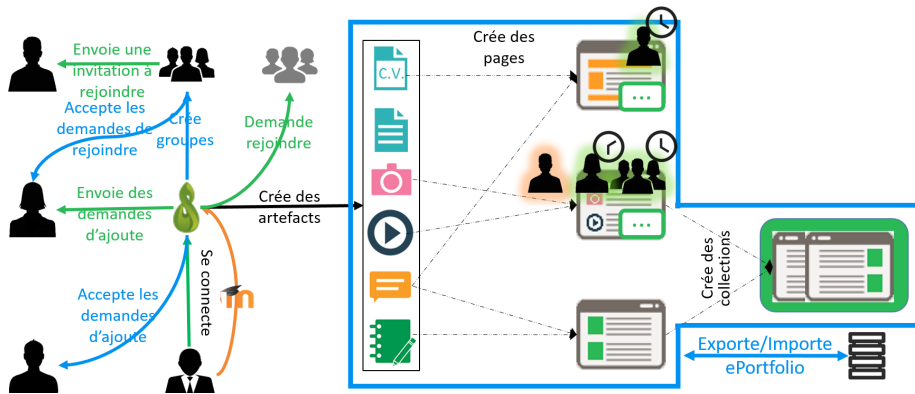 Envoie une
invitation à
rejoindre
Accepte les
demandes de
rejoindre
Crée
groupes
Demande
rejoindre
Envoie des
demandes
d'ajoute
Crée des
artefacts
Se connecte
Accepte les
demandes
d'ajoute
m
C.V.
Crée des
pages
Crée des
collections
Exporte/Importe
ePortfolio